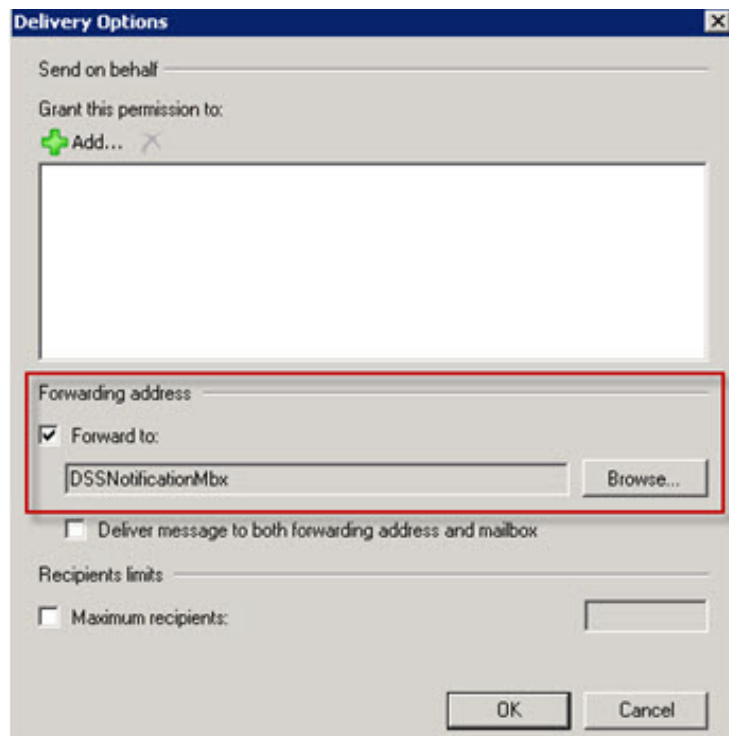 Delivery Options
Send on behalf
Grant this permission to:
Add...
Forwarding address
Forward to:
DSSNotificationMbx
Browse...
Deliver message to both forwarding address and mailbox
Recipients limits
Maximum recipients:
OK
Cancel